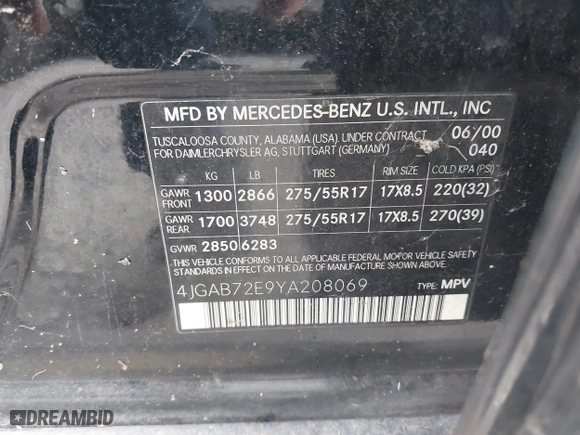 MFD BY MERCEDES-BENZ U.S. INTL., INC
TUSCALOOSA COUNTY, ALABAMA (USA). UNDER CONTRACT 06/00
FOR DAIMLERCHRYSLER AG, STUTTGART (GERMANY) 040
KG LB TIRES RIM SIZE COLD KPA (PSI)
GAWR FRONT 1300 2866 275/55R17 17X8.5 220(32)
GAWR REAR 1700 3748 275/55R17 17X8.5 270(39)
GVWR 2850 6283
THIS VEHICLE CONFORMS TO ALL APPLICABLE FEDERAL MOTOR VEHICLE SAFETY
STANDARDS IN EFFECT ON THE DATE OF MANUFACTURE SHOWN ABOVE.
4JGAB72E9YA208069 TYPE: MPV
DREAMBID